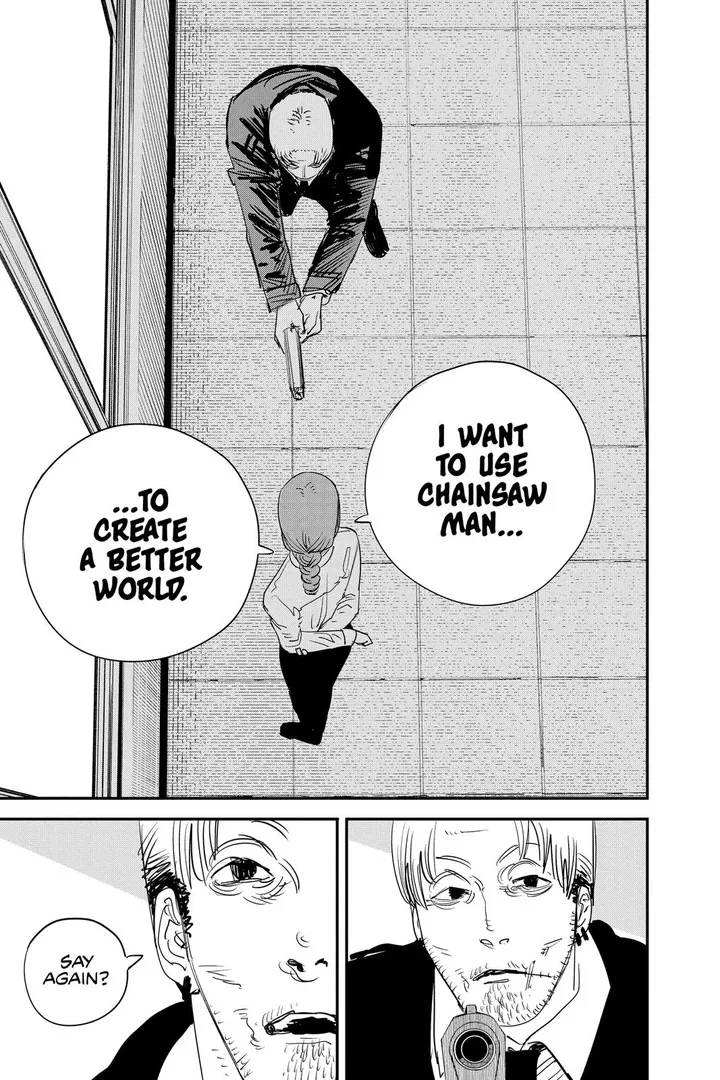 I WANT
TO USE
CHAINSAW
MAN...
...TO
CREATE
A BETTER
WORLD.
SAY
AGAIN?